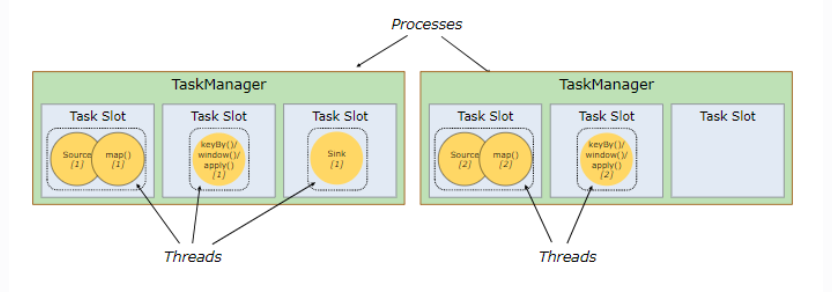 Processes
TaskManager
Task Slot
Source
[1]
map()
[1]
Task Slot
keyBy()/
window()/
apply()
[1]
Task Slot
Sink
[1]
Threads
TaskManager
Task Slot
Source
[2]
map()
[2]
Task Slot
keyBy()/
window()/
apply()
[2]
Task Slot
Threads